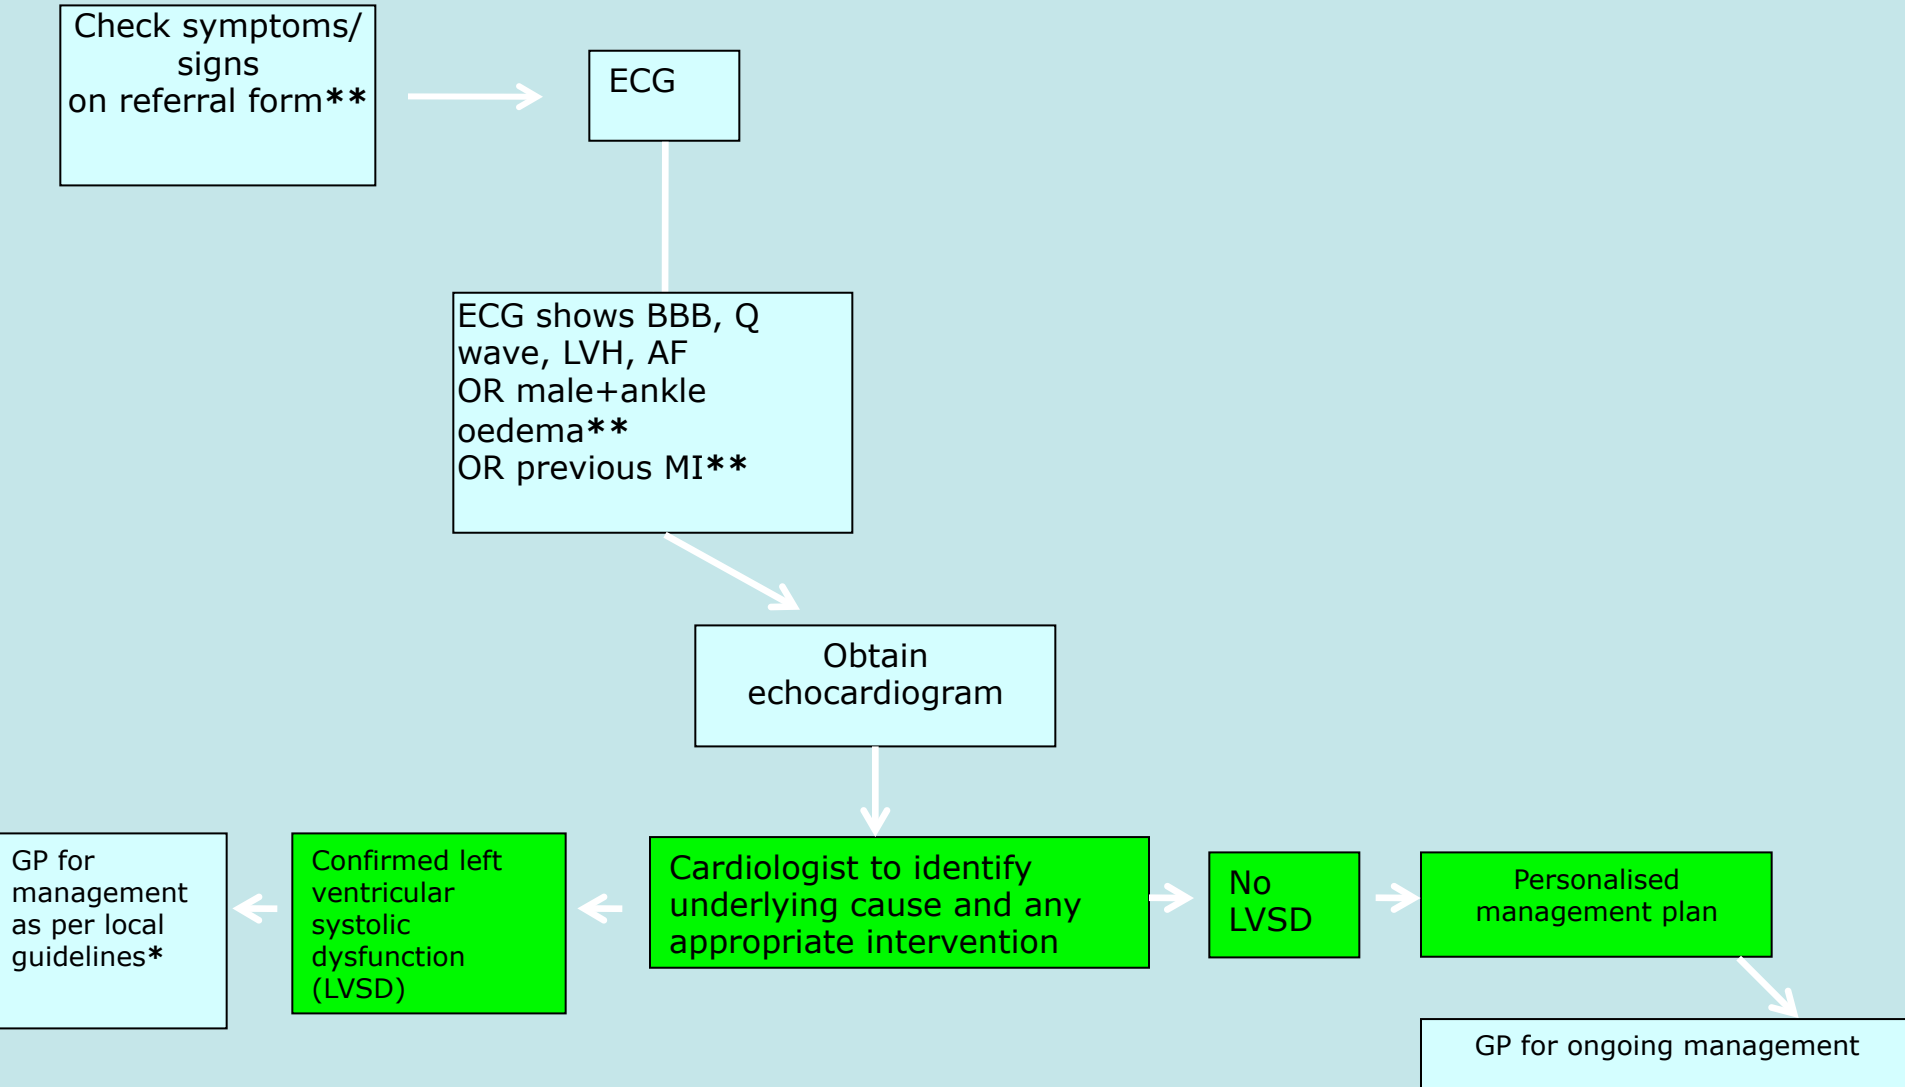 Check symptoms/
signs
on referral form**
ECG
ECG shows BBB, Q
wave, LVH, AF
OR male+ankle
oedema**
OR previous MI**
Obtain
echocardiogram
GP for
management
as per local
guidelines*
Confirmed left
ventricular
systolic
dysfunction
(LVSD)
Cardiologist to identify
underlying cause and any
appropriate intervention
No
LVSD
Personalised
management plan
GP for ongoing management